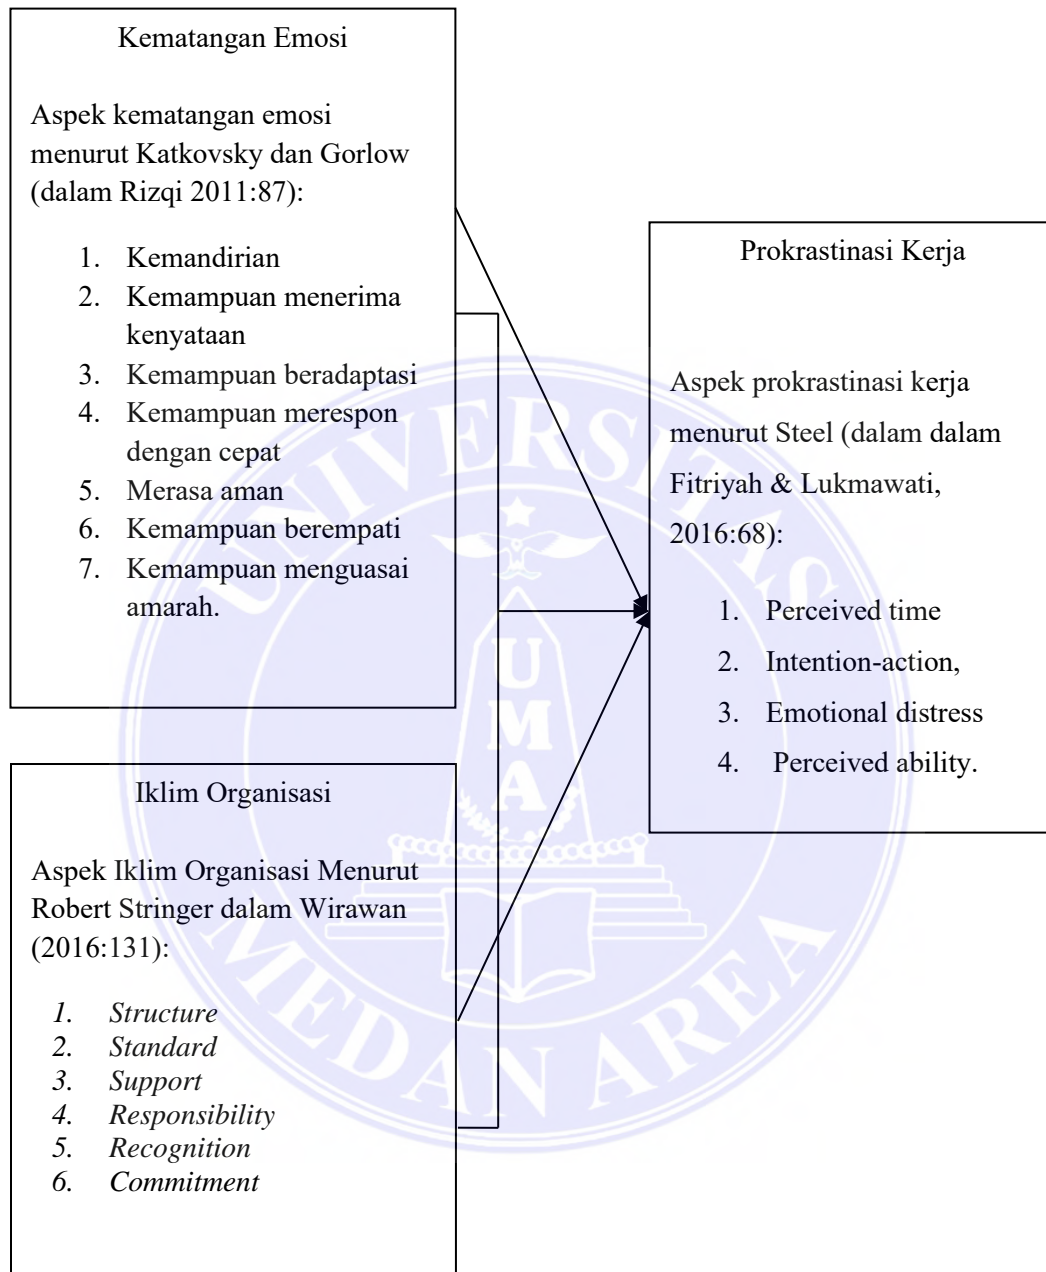 Kematangan Emosi
Aspek kematangan emosi
menurut Katkovsky dan Gorlow
(dalam Rizqi 2011:87):
1. Kemandirian
2. Kemampuan menerima
kenyataan
3. Kemampuan beradaptasi
4. Kemampuan merespon
dengan cepat
5. Merasa aman
6. Kemampuan berempati
7. Kemampuan menguasai
amarah.
Iklim Organisasi
Aspek Iklim Organisasi Menurut
Robert Stringer dalam Wirawan
(2016:131):
1. Structure
2. Standard
3. Support
4. Responsibility
5. Recognition
6. Commitment
Prokrastinasi Kerja
Aspek prokrastinasi kerja
menurut Steel (dalam dalam
Fitriyah & Lukmawati,
2016:68):
1. Perceived time
2. Intention-action,
3. Emotional distress
4. Perceived ability.
UNIVERSITAS
UMA
MEDAN AREA